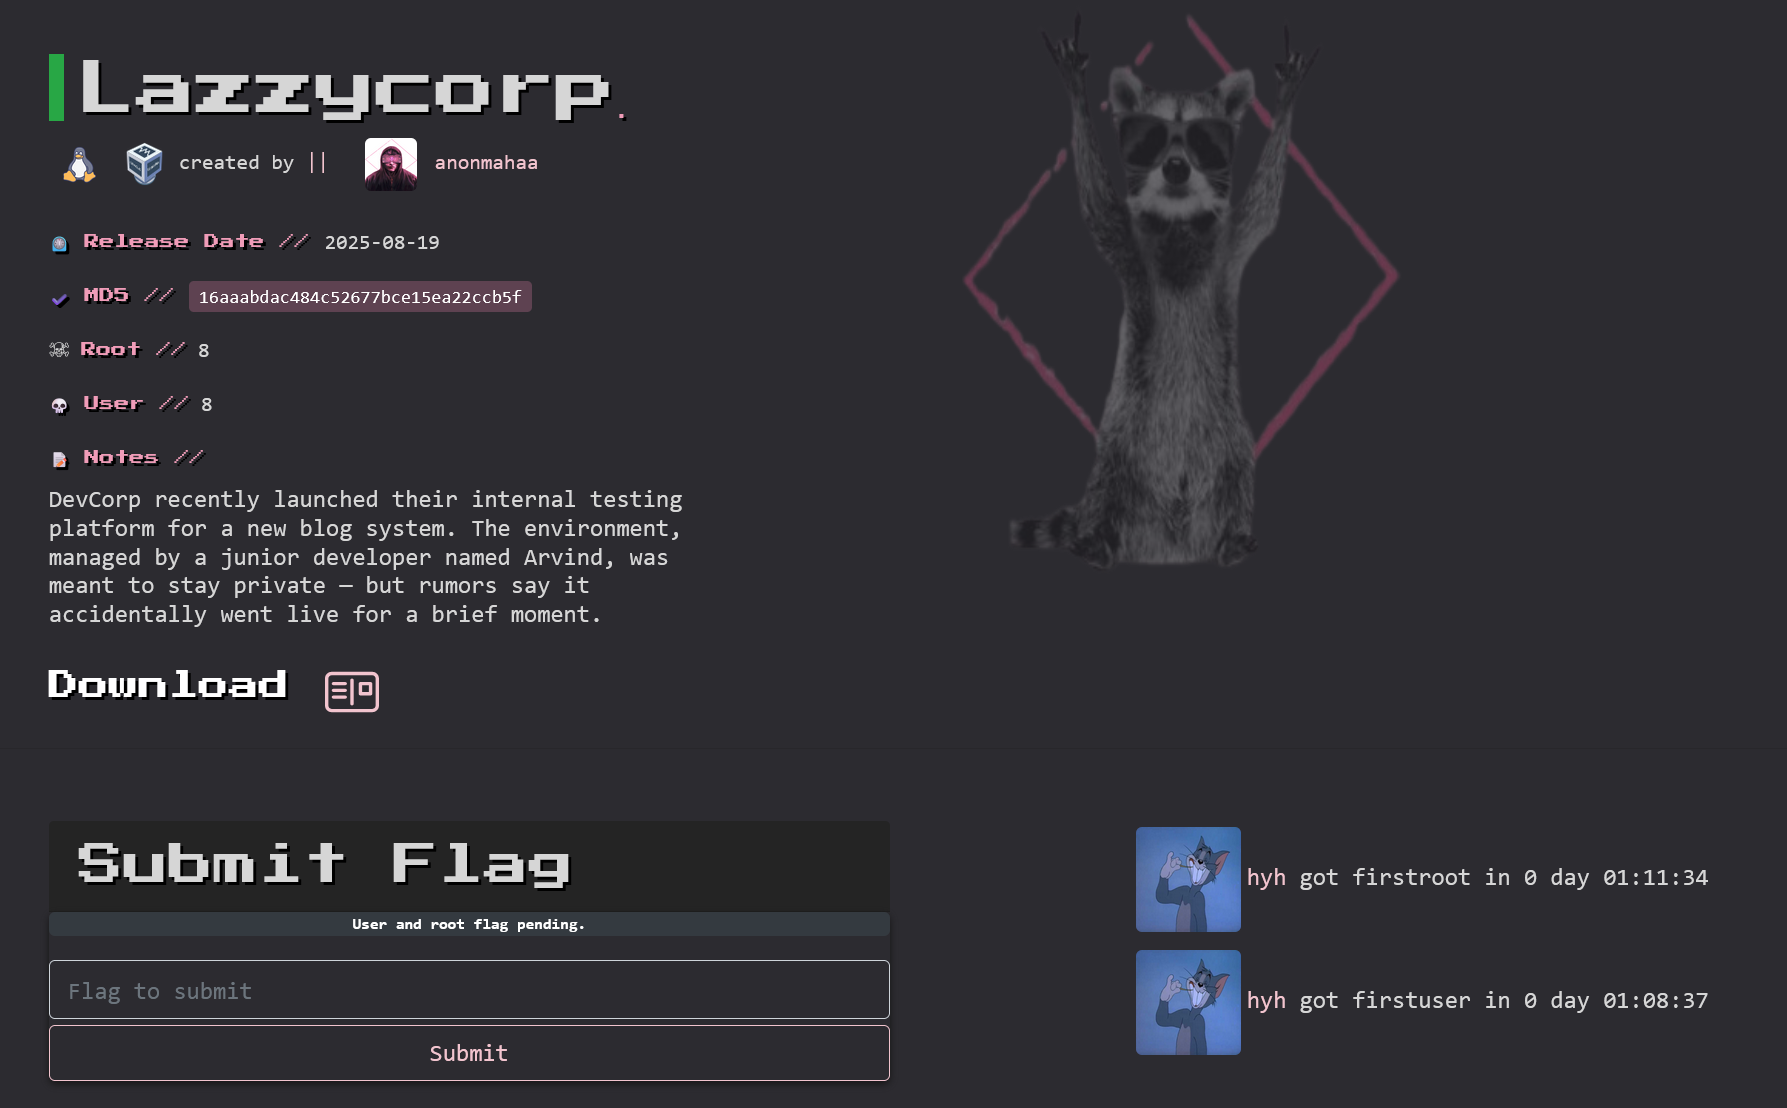 Lazzycorp.
created by || anonmahaa
Release Date // 2025-08-19
MD5 // 16aaabdac484c52677bce15ea22ccb5f
Root // 8
User // 8
Notes //
DevCorp recently launched their internal testing
platform for a new blog system. The environment,
managed by a junior developer named Arvind, was
meant to stay private — but rumors say it
accidentally went live for a brief moment.
Download
Submit Flag
User and root flag pending.
Flag to submit
Submit
hyh got firstroot in 0 day 01:11:34
hyh got firstuser in 0 day 01:08:37